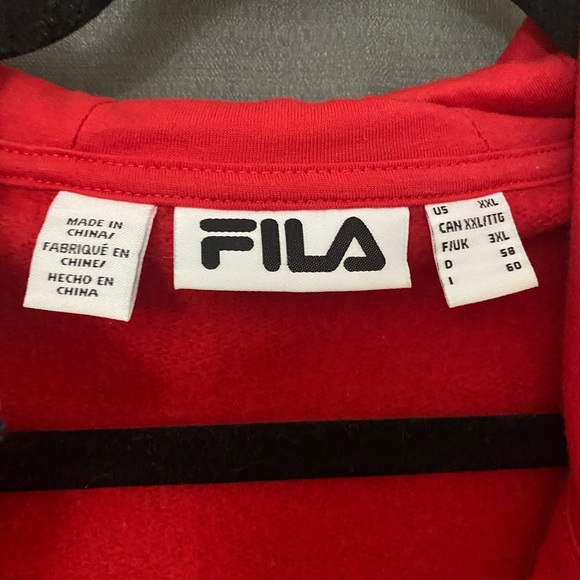 MADE IN
CHINA/
FABRIQUÉ EN
CHINE/
HECHO EN
CHINA
FILA
US XXL
CAN XXL/TTG
F/UK 3XL
D 58
I 60